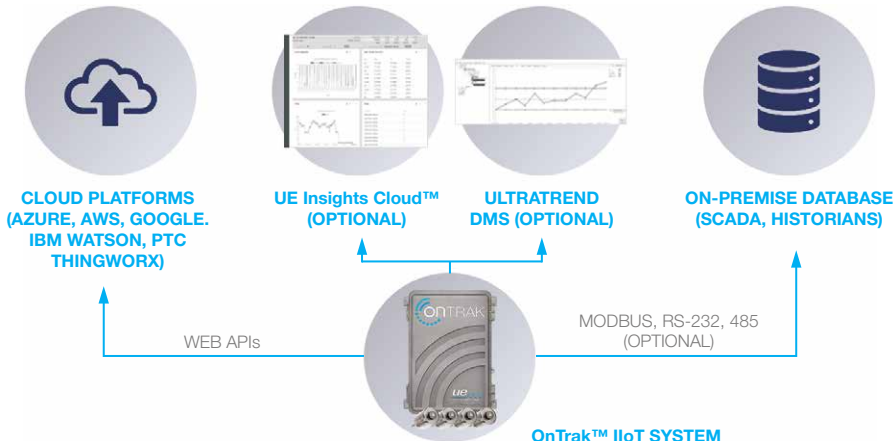 CLOUD PLATFORMS
(AZURE, AWS, GOOGLE.
IBM WATSON, PTC
THINGWORX)
UE Insights Cloud™
(OPTIONAL)
ULTRATREND
DMS (OPTIONAL)
ON-PREMISE DATABASE
(SCADA, HISTORIANS)
WEB APIs
MODBUS, RS-232, 485
(OPTIONAL)
ONTRAK
ue
OnTrak™ IIoT SYSTEM